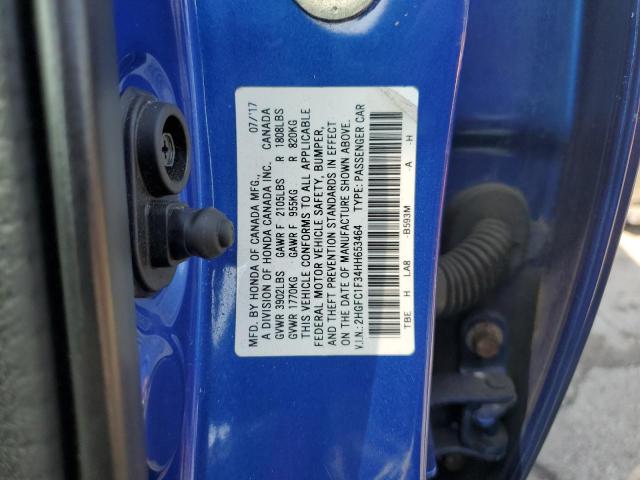 MFD. BY HONDA OF CANADA MFG., 07/17
A DIVISION OF HONDA CANADA INC. CANADA
GVWR 3902LBS GAWR F 2105LBS R 1808LBS
GVWR 1770KG GAWR F 955KG R 820KG
THIS VEHICLE CONFORMS TO ALL APPLICABLE
FEDERAL MOTOR VEHICLE SAFETY, BUMPER,
AND THEFT PREVENTION STANDARDS IN EFFECT
ON THE DATE OF MANUFACTURE SHOWN ABOVE.
V.I.N.: 2HGFC1F34HH653464 TYPE: PASSENGER CAR
TBE H LA8 -B593M -A -H